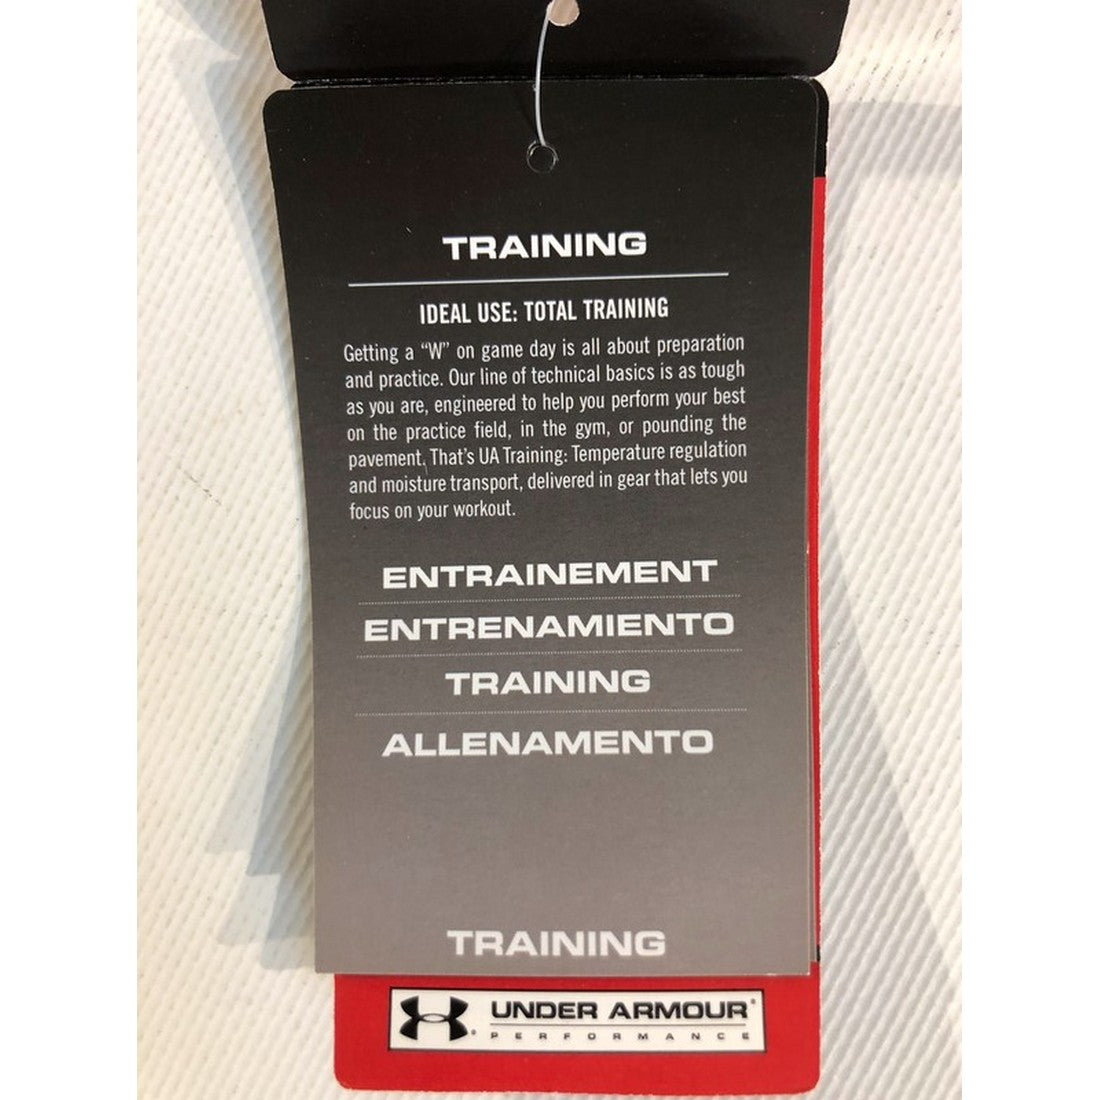 TRAINING
IDEAL USE: TOTAL TRAINING
Getting a “W” on game day is all about preparation
and practice. Our line of technical basics is as tough
as you are, engineered to help you perform your best
on the practice field, in the gym, or pounding the
pavement. That’s UA Training: Temperature regulation
and moisture transport, delivered in gear that lets you
focus on your workout.
ENTRAINEMENT
ENTRENAMIENTO
TRAINING
ALLENAMENTO
TRAINING
UNDER ARMOUR®
PERFORMANCE